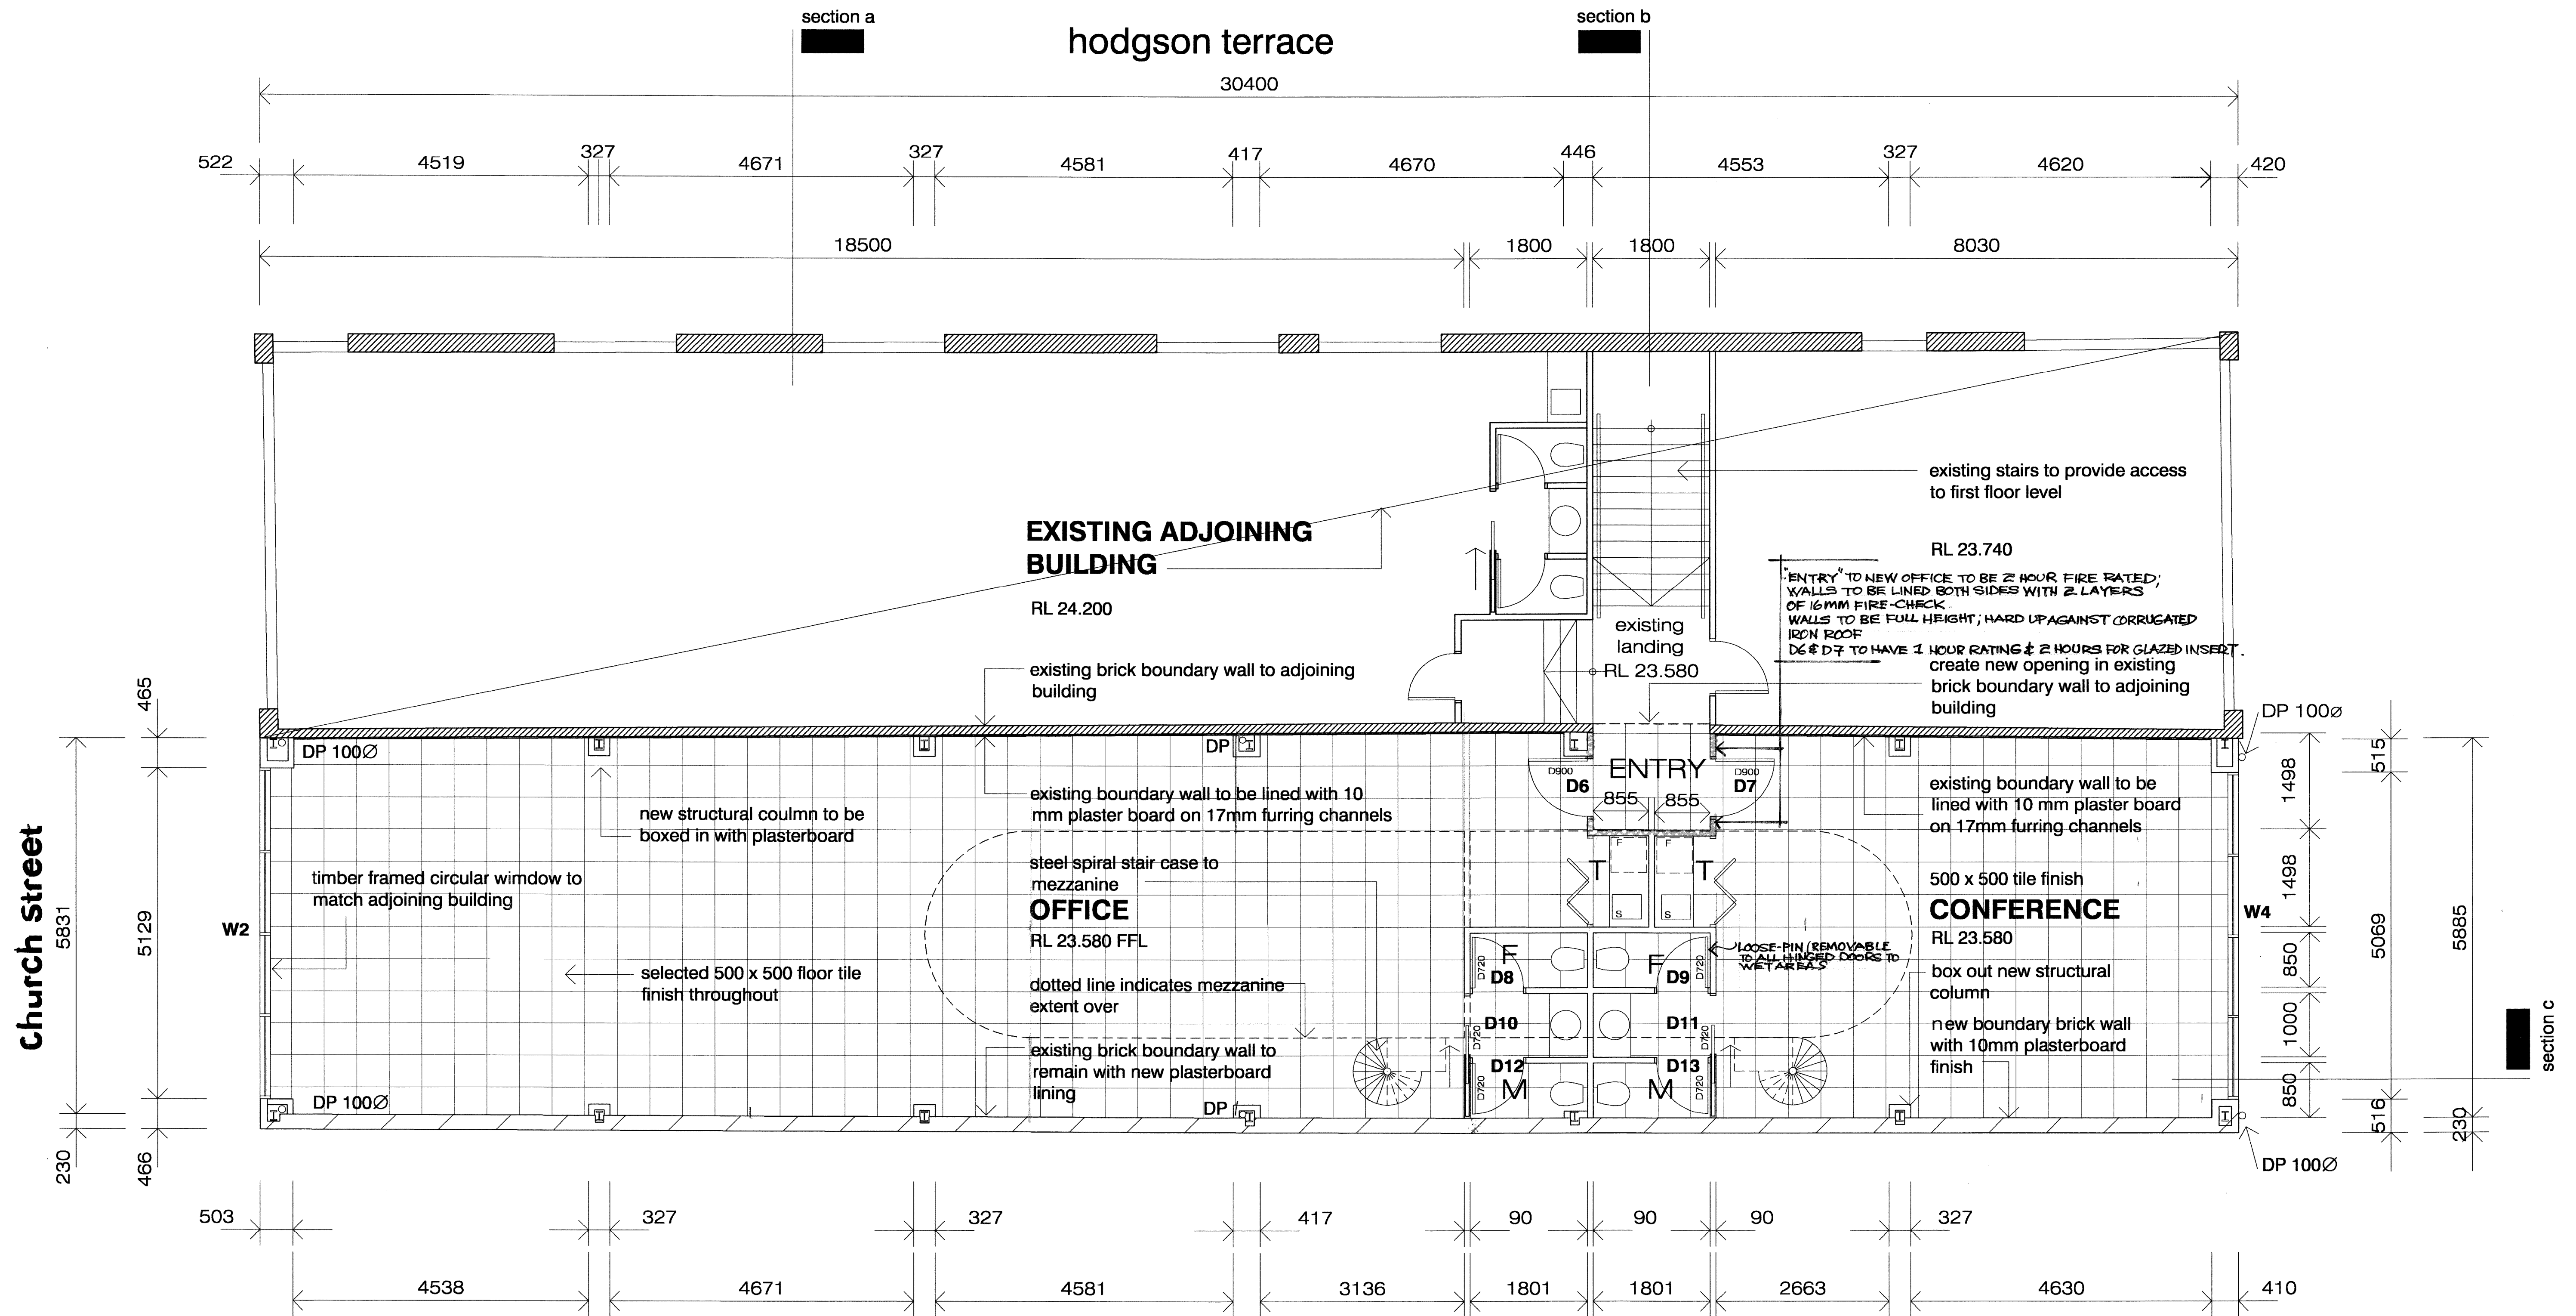 section a
section b
hodgson terrace
30400
522
4519
327
4671
327
4581
417
4670
446
4553
327
4620
420
18500
1800
1800
8030
existing stairs to provide access
to first floor level
EXISTING ADJOINING
BUILDING
RL 24.200
RL 23.740
"ENTRY" TO NEW OFFICE TO BE 2 HOUR FIRE RATED;
WALLS TO BE LINED BOTH SIDES WITH 2 LAYERS
OF 16MM FIRE-CHECK.
WALLS TO BE FULL HEIGHT; HARD UP AGAINST CORRUGATED
IRON ROOF
D6 & D7 TO HAVE 1 HOUR RATING & 2 HOURS FOR GLAZED INSERT.
existing
landing
RL 23.580
existing brick boundary wall to adjoining
building
create new opening in existing
brick boundary wall to adjoining
building
465
DP 100Ø
DP 100Ø
DP
ENTRY
D900
D6
D900
D7
855
855
515
1498
existing boundary wall to be lined with 10
mm plaster board on 17mm furring channels
new structural coulmn to be
boxed in with plasterboard
existing boundary wall to be
lined with 10 mm plaster board
on 17mm furring channels
Church street
5831
5129
W2
timber framed circular wimdow to
match adjoining building
steel spiral stair case to
mezzanine
OFFICE
RL 23.580 FFL
F
F
T
T
S
S
500 x 500 tile finish
CONFERENCE
RL 23.580
W4
1498
5069
5885
selected 500 x 500 floor tile
finish throughout
dotted line indicates mezzanine
extent over
F
D8
D720
F
D9
D720
LOOSE-PIN (REMOVABLE
TO ALL HINGED DOORS TO
WET AREAS
box out new structural
column
850
D10
D720
D11
D720
new boundary brick wall
with 10mm plasterboard
finish
1000
section c
existing brick boundary wall to
remain with new plasterboard
lining
D12
D720
M
D13
D720
M
850
DP 100Ø
DP
516
230
230
466
DP 100Ø
503
327
327
417
90
90
90
327
4538
4671
4581
3136
1801
1801
2663
4630
410